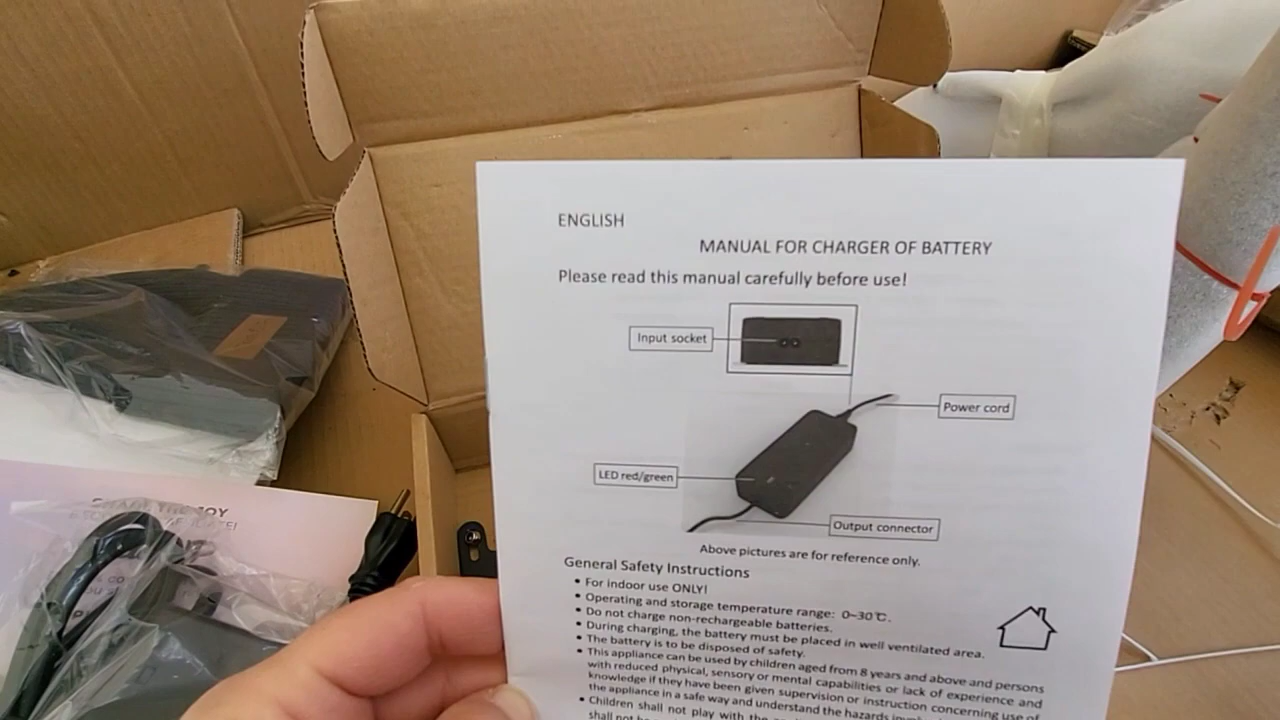 ENGLISH
MANUAL FOR CHARGER OF BATTERY
Please read this manual carefully before use!
Input socket
Power cord
LED red/green
Output connector
Above pictures are for reference only.
General Safety Instructions
• For indoor use ONLY!
• Operating and storage temperature range: 0~30℃.
• Do not charge non-rechargeable batteries.
• During charging, the battery must be placed in well ventilated area.
• The battery is to be disposed of safety.
• This appliance can be used by children aged from 8 years and above and persons
with reduced physical, sensory or mental capabilities or lack of experience and
knowledge if they have been given supervision or instruction concerning use of
the appliance in a safe way and understand the hazards
• Children shall not play with the
shall not be
THE JOY